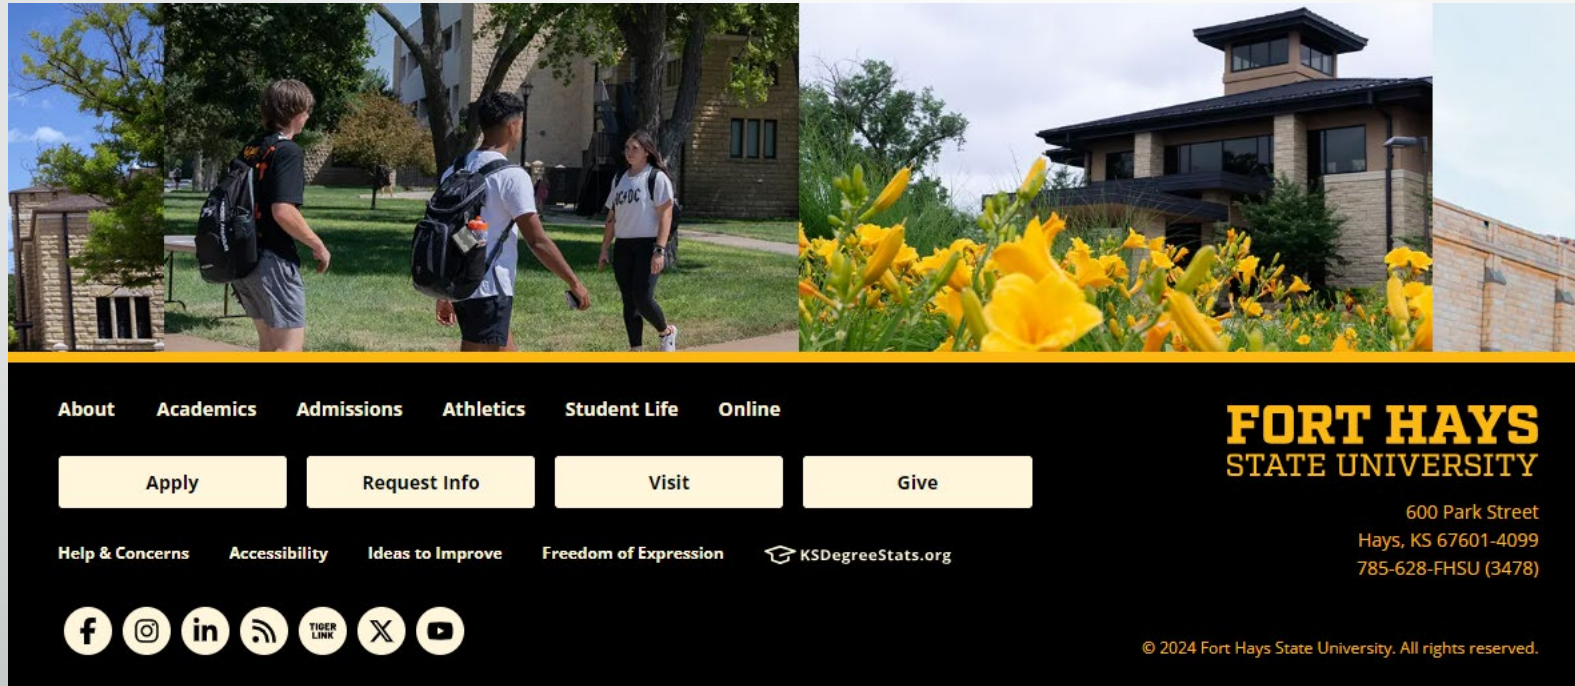 AC⚡DC
About Academics Admissions Athletics Student Life Online
Apply Request Info Visit Give
Help & Concerns Accessibility Ideas to Improve Freedom of Expression KSDegreeStats.org
TIGER
LINK
FORT HAYS
STATE UNIVERSITY
600 Park Street
Hays, KS 67601-4099
785-628-FHSU (3478)
© 2024 Fort Hays State University. All rights reserved.